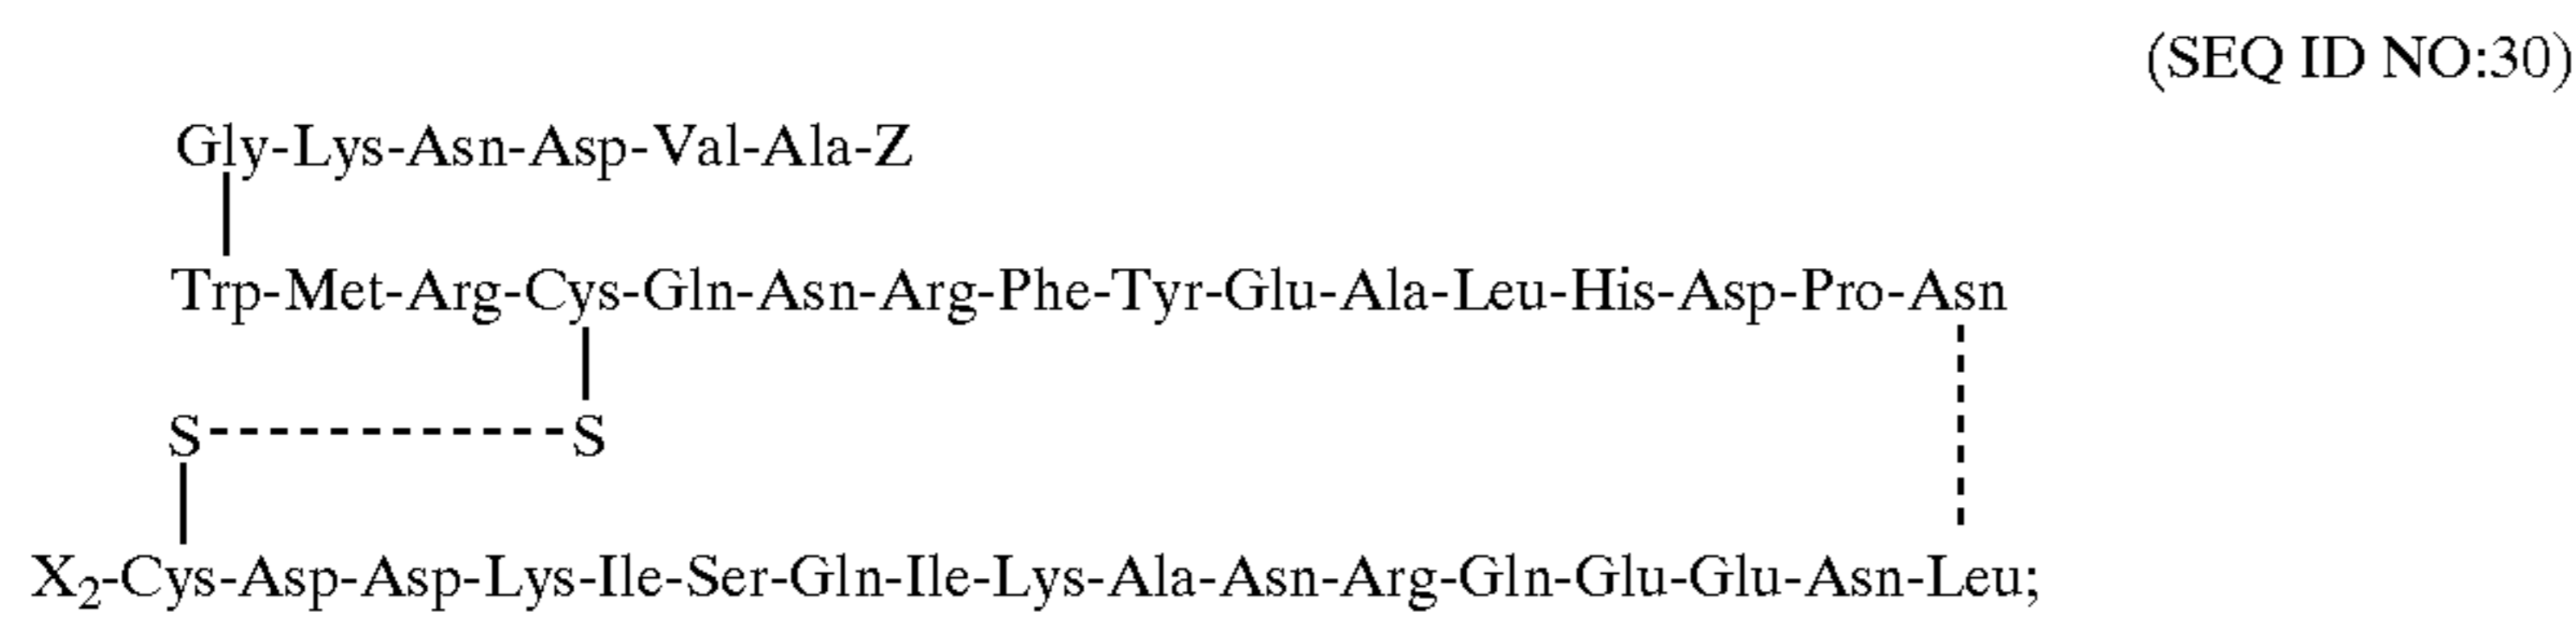 (SEQ ID NO:30)
Gly-Lys-Asn-Asp-Val-Ala-Z
Trp-Met-Arg-Cys-Gln-Asn-Arg-Phe-Tyr-Glu-Ala-Leu-His-Asp-Pro-Asn
S------------S
X₂-Cys-Asp-Asp-Lys-Ile-Ser-Gln-Ile-Lys-Ala-Asn-Arg-Gln-Glu-Glu-Asn-Leu;